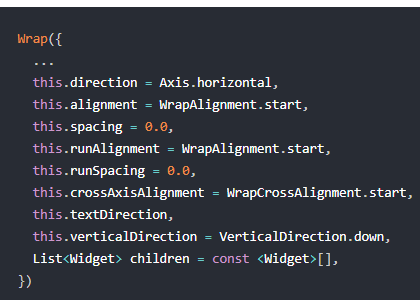 Wrap({
  ...
  this.direction = Axis.horizontal,
  this.alignment = WrapAlignment.start,
  this.spacing = 0.0,
  this.runAlignment = WrapAlignment.start,
  this.runSpacing = 0.0,
  this.crossAxisAlignment = WrapCrossAlignment.start,
  this.textDirection,
  this.verticalDirection = VerticalDirection.down,
  List<Widget> children = const <Widget>[],
})